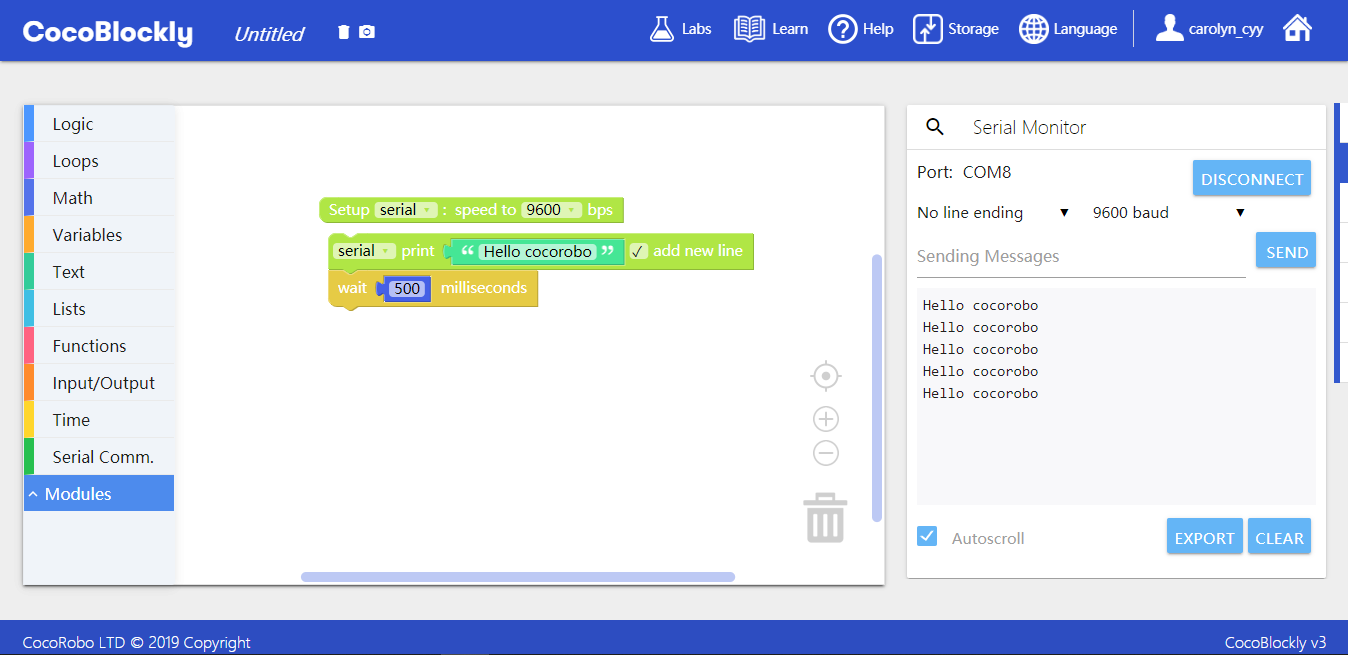 CocoBlockly Untitled Labs Learn Help Storage Language carolyn_cyy
Logic
Loops
Math
Variables
Text
Lists
Functions
Input/Output
Time
Serial Comm.
Modules
Setup serial : speed to 9600 bps
serial print “ Hello cocorobo ” ✓ add new line
wait 500 milliseconds
Serial Monitor
Port: COM8 DISCONNECT
No line ending 9600 baud
Sending Messages SEND
Hello cocorobo
Hello cocorobo
Hello cocorobo
Hello cocorobo
Hello cocorobo
Autoscroll EXPORT CLEAR
CocoRobo LTD © 2019 Copyright CocoBlockly v3